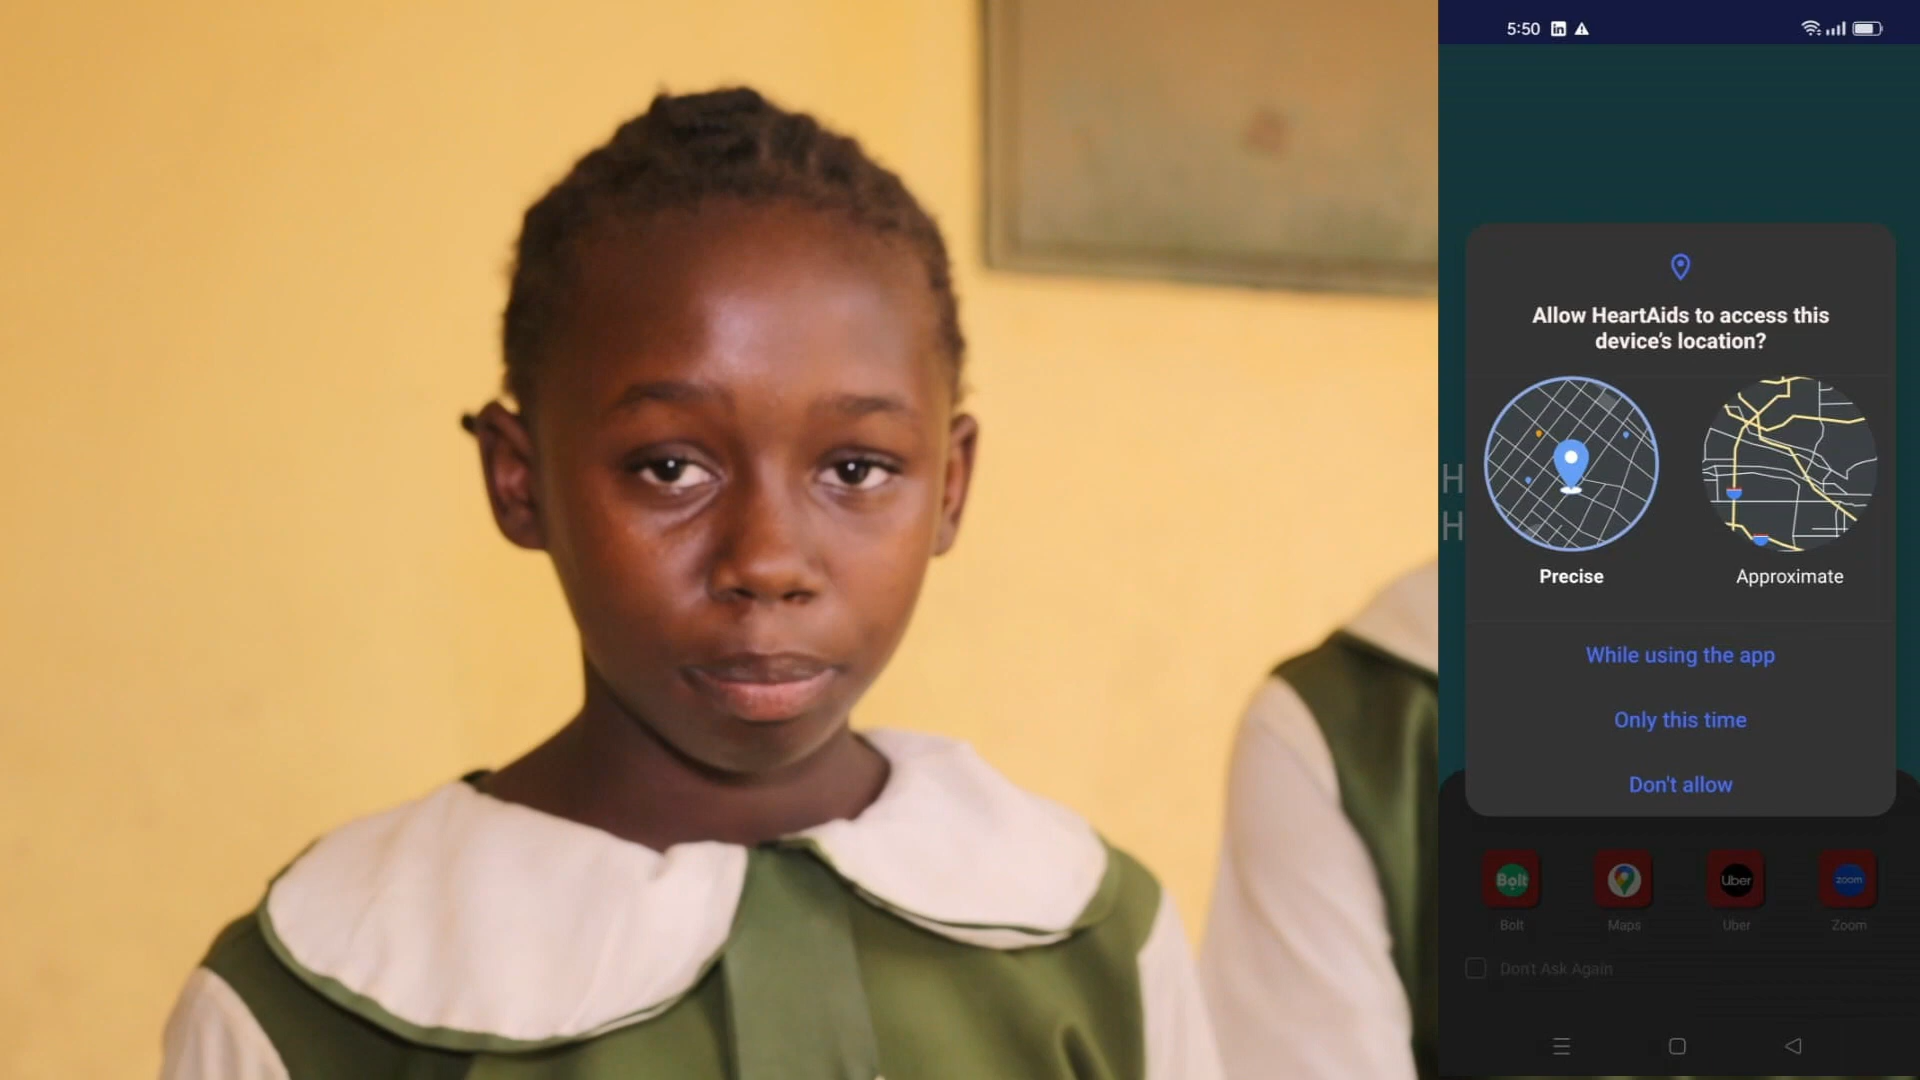 5:50
Allow HeartAids to access this
device's location?
H
H
Precise
Approximate
While using the app
Only this time
Don't allow
Bolt
Uber
zoom
Bolt
Maps
Uber
Zoom
Don't Ask Again